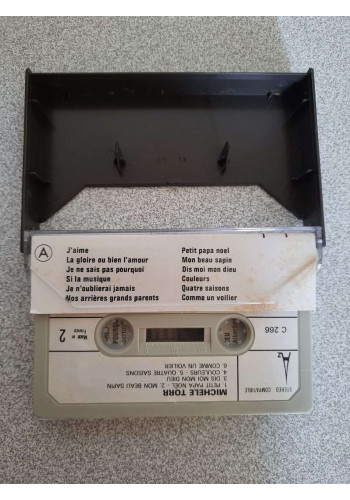 A
J'aime
La gloire ou bien l'amour
Je ne sais pas pourquoi
Si la musique
Je n'oublierai jamais
Nos arrières grands parents
Petit papa noel
Mon beau sapin
Dis moi mon dieu
Couleurs
Quatre saisons
Comme un voilier
2
Made in
France
C 266
STEREO
COMPATIBLE
MICHELE TORR
1. PETIT PAPA NOËL - 2. MON BEAU SAPIN
3. DIS MOI MON DIEU
4. COULEURS - 5. QUATRE SAISONS
6. COMME UN VOILIER